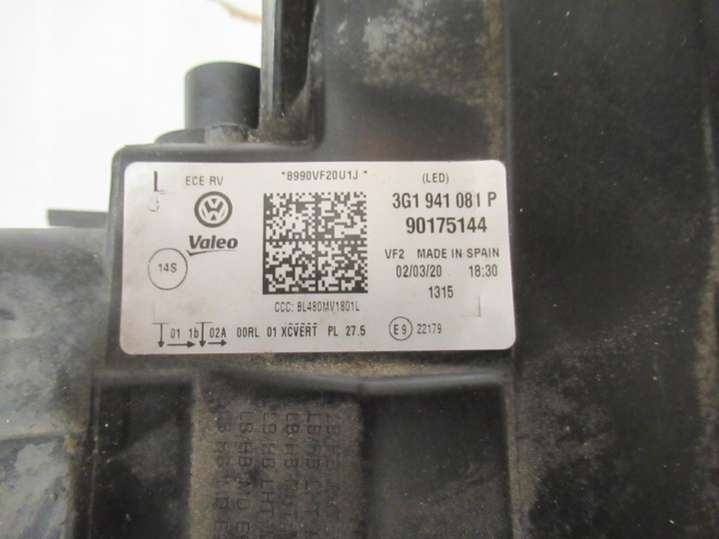 L ECE RV *8990VF20U1J * (LED)
3G1 941 081 P
90175144
Valeo
VF2 MADE IN SPAIN
14S
02/03/20 18:30
1315
CCC: BL480MV1801L
01 1b 02A 00RL 01 XCVERT PL 27.5 E9 22179